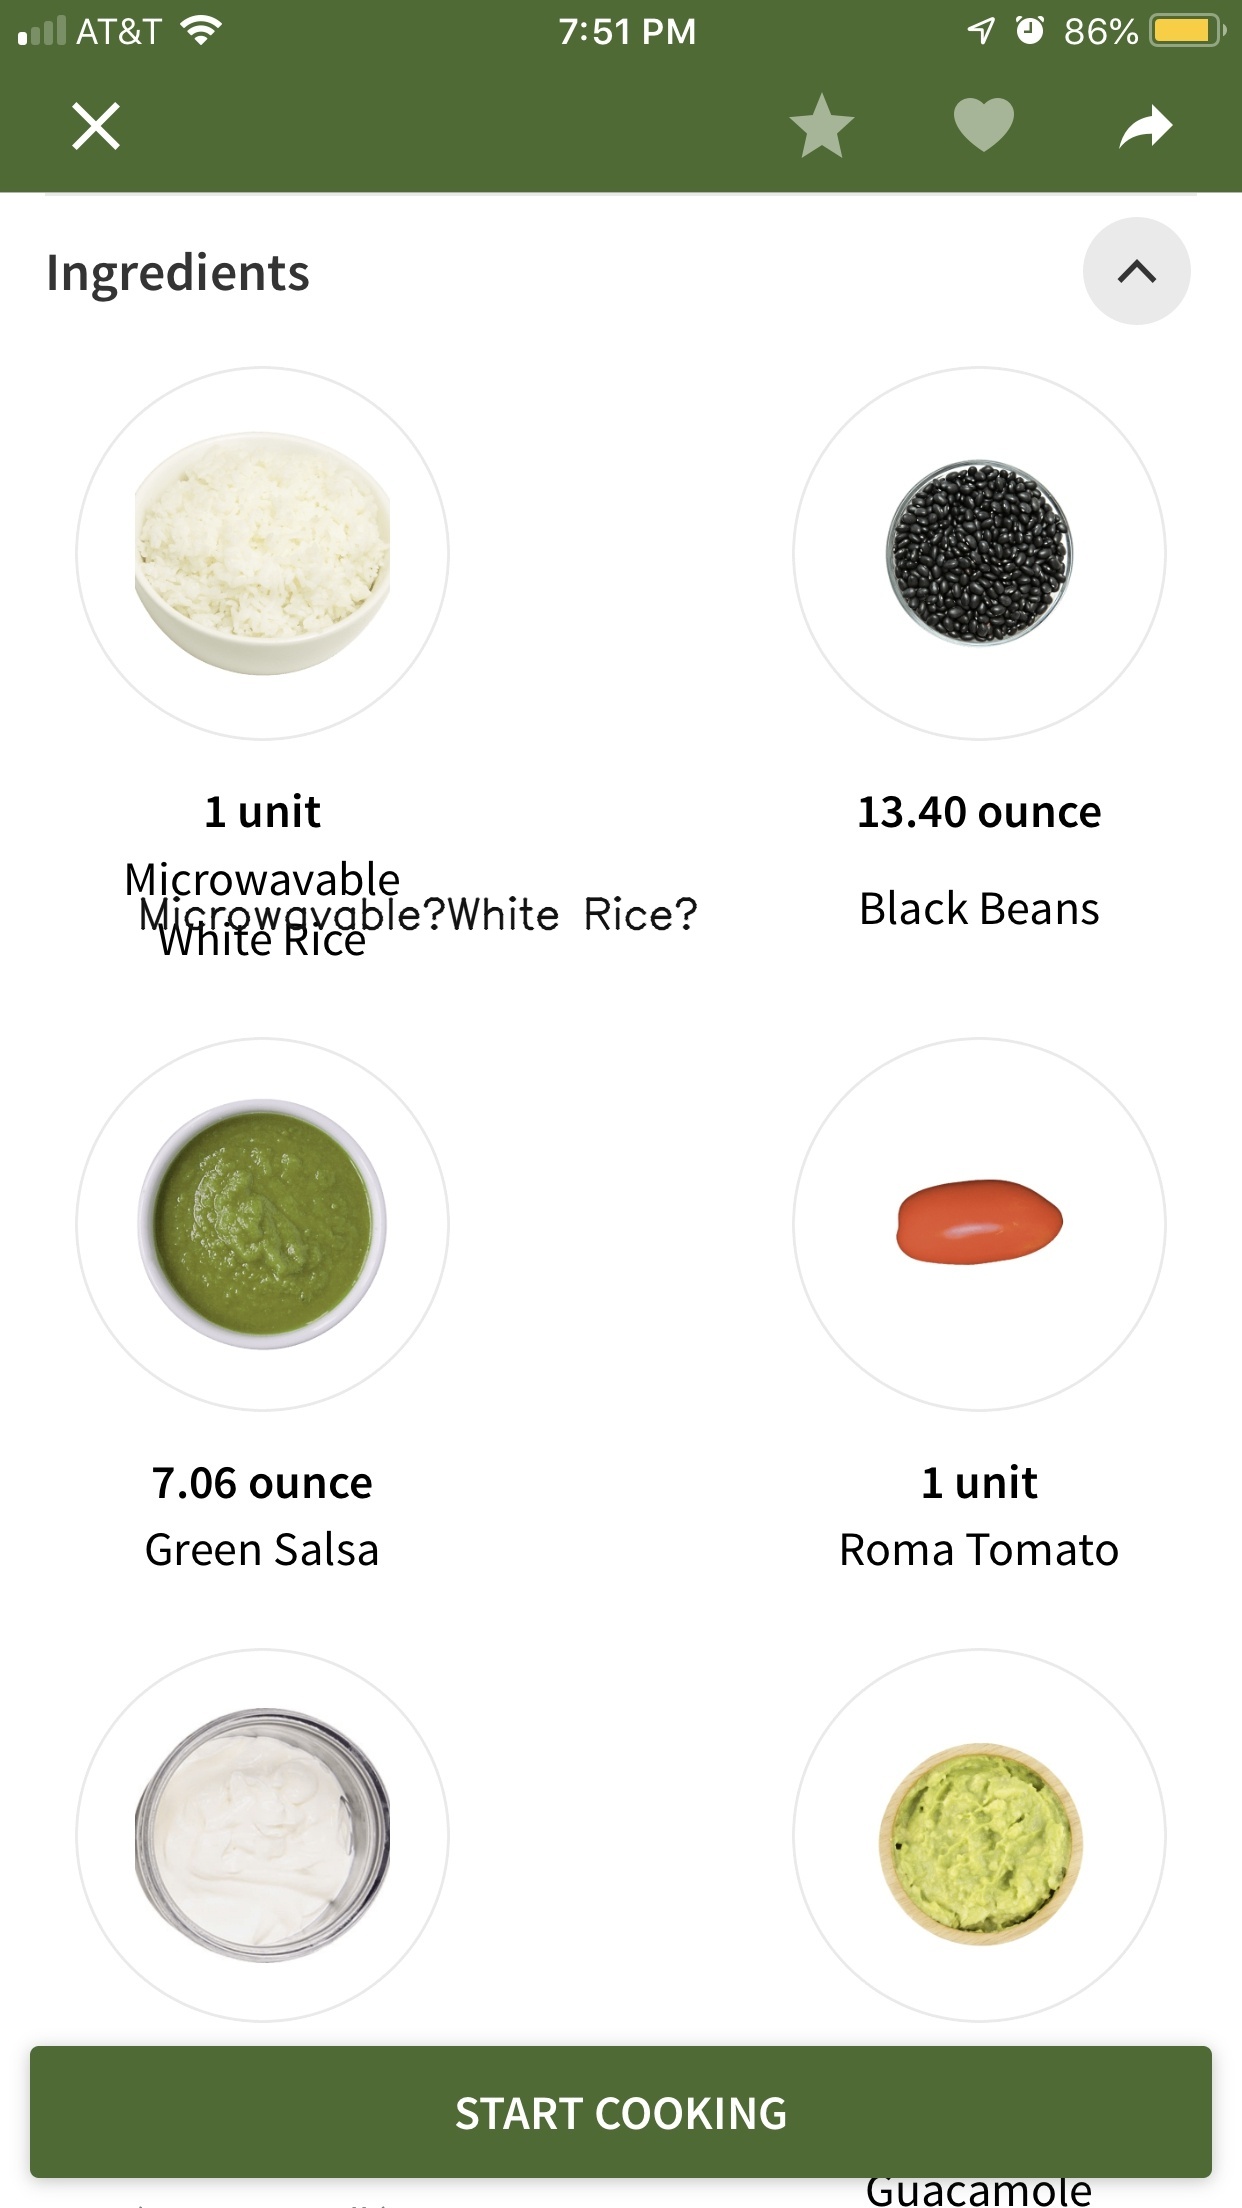 AT&T 7:51 PM 86%
Ingredients
1 unit
Microwavable
White Rice
Microwavable?White Rice?
13.40 ounce
Black Beans
7.06 ounce
Green Salsa
1 unit
Roma Tomato
START COOKING
Guacamole